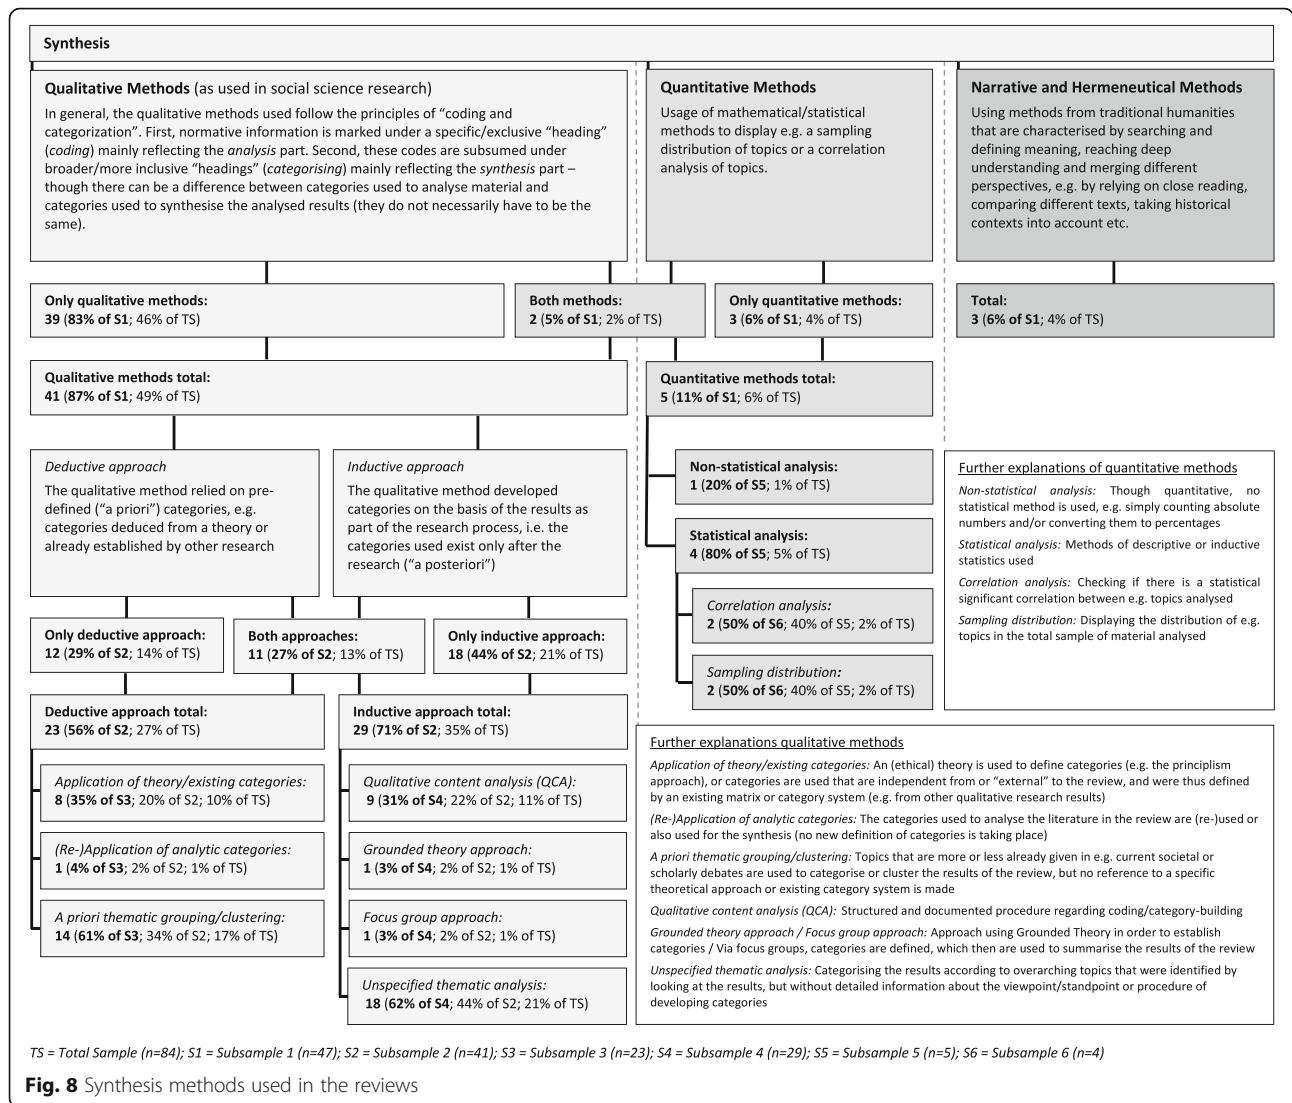 Synthesis
Qualitative Methods (as used in social science research)
In general, the qualitative methods used follow the principles of “coding and
categorization”. First, normative information is marked under a specific/exclusive “heading”
(coding) mainly reflecting the analysis part. Second, these codes are subsumed under
broader/more inclusive “headings” (categorising) mainly reflecting the synthesis part –
though there can be a difference between categories used to analyse material and
categories used to synthesise the analysed results (they do not necessarily have to be the
same).
Quantitative Methods
Usage of mathematical/statistical
methods to display e.g. a sampling
distribution of topics or a correlation
analysis of topics.
Narrative and Hermeneutical Methods
Using methods from traditional humanities
that are characterised by searching and
defining meaning, reaching deep
understanding and merging different
perspectives, e.g. by relying on close reading,
comparing different texts, taking historical
contexts into account etc.
Only qualitative methods:
39 (83% of S1; 46% of TS)
Both methods:
2 (5% of S1; 2% of TS)
Only quantitative methods:
3 (6% of S1; 4% of TS)
Total:
3 (6% of S1; 4% of TS)
Qualitative methods total:
41 (87% of S1; 49% of TS)
Quantitative methods total:
5 (11% of S1; 6% of TS)
Deductive approach
The qualitative method relied on pre-
defined (“a priori”) categories, e.g.
categories deduced from a theory or
already established by other research
Inductive approach
The qualitative method developed
categories on the basis of the results as
part of the research process, i.e. the
categories used exist only after the
research (“a posteriori”)
Non-statistical analysis:
1 (20% of S5; 1% of TS)
Statistical analysis:
4 (80% of S5; 5% of TS)
Correlation analysis:
2 (50% of S6; 40% of S5; 2% of TS)
Sampling distribution:
2 (50% of S6; 40% of S5; 2% of TS)
Further explanations of quantitative methods
Non-statistical analysis: Though quantitative, no
statistical method is used, e.g. simply counting absolute
numbers and/or converting them to percentages
Statistical analysis: Methods of descriptive or inductive
statistics used
Correlation analysis: Checking if there is a statistical
significant correlation between e.g. topics analysed
Sampling distribution: Displaying the distribution of e.g.
topics in the total sample of material analysed
Only deductive approach:
12 (29% of S2; 14% of TS)
Both approaches:
11 (27% of S2; 13% of TS)
Only inductive approach:
18 (44% of S2; 21% of TS)
Deductive approach total:
23 (56% of S2; 27% of TS)
Inductive approach total:
29 (71% of S2; 35% of TS)
Application of theory/existing categories:
8 (35% of S3; 20% of S2; 10% of TS)
(Re-)Application of analytic categories:
1 (4% of S3; 2% of S2; 1% of TS)
A priori thematic grouping/clustering:
14 (61% of S3; 34% of S2; 17% of TS)
Qualitative content analysis (QCA):
9 (31% of S4; 22% of S2; 11% of TS)
Grounded theory approach:
1 (3% of S4; 2% of S2; 1% of TS)
Focus group approach:
1 (3% of S4; 2% of S2; 1% of TS)
Unspecified thematic analysis:
18 (62% of S4; 44% of S2; 21% of TS)
Further explanations qualitative methods
Application of theory/existing categories: An (ethical) theory is used to define categories (e.g. the principlism
approach), or categories are used that are independent from or “external” to the review, and were thus defined
by an existing matrix or category system (e.g. from other qualitative research results)
(Re-)Application of analytic categories: The categories used to analyse the literature in the review are (re-)used or
also used for the synthesis (no new definition of categories is taking place)
A priori thematic grouping/clustering: Topics that are more or less already given in e.g. current societal or
scholarly debates are used to categorise or cluster the results of the review, but no reference to a specific
theoretical approach or existing category system is made
Qualitative content analysis (QCA): Structured and documented procedure regarding coding/category-building
Grounded theory approach / Focus group approach: Approach using Grounded Theory in order to establish
categories / Via focus groups, categories are defined, which then are used to summarise the results of the review
Unspecified thematic analysis: Categorising the results according to overarching topics that were identified by
looking at the results, but without detailed information about the viewpoint/standpoint or procedure of
developing categories
TS = Total Sample (n=84); S1 = Subsample 1 (n=47); S2 = Subsample 2 (n=41); S3 = Subsample 3 (n=23); S4 = Subsample 4 (n=29); S5 = Subsample 5 (n=5); S6 = Subsample 6 (n=4)
Fig. 8 Synthesis methods used in the reviews